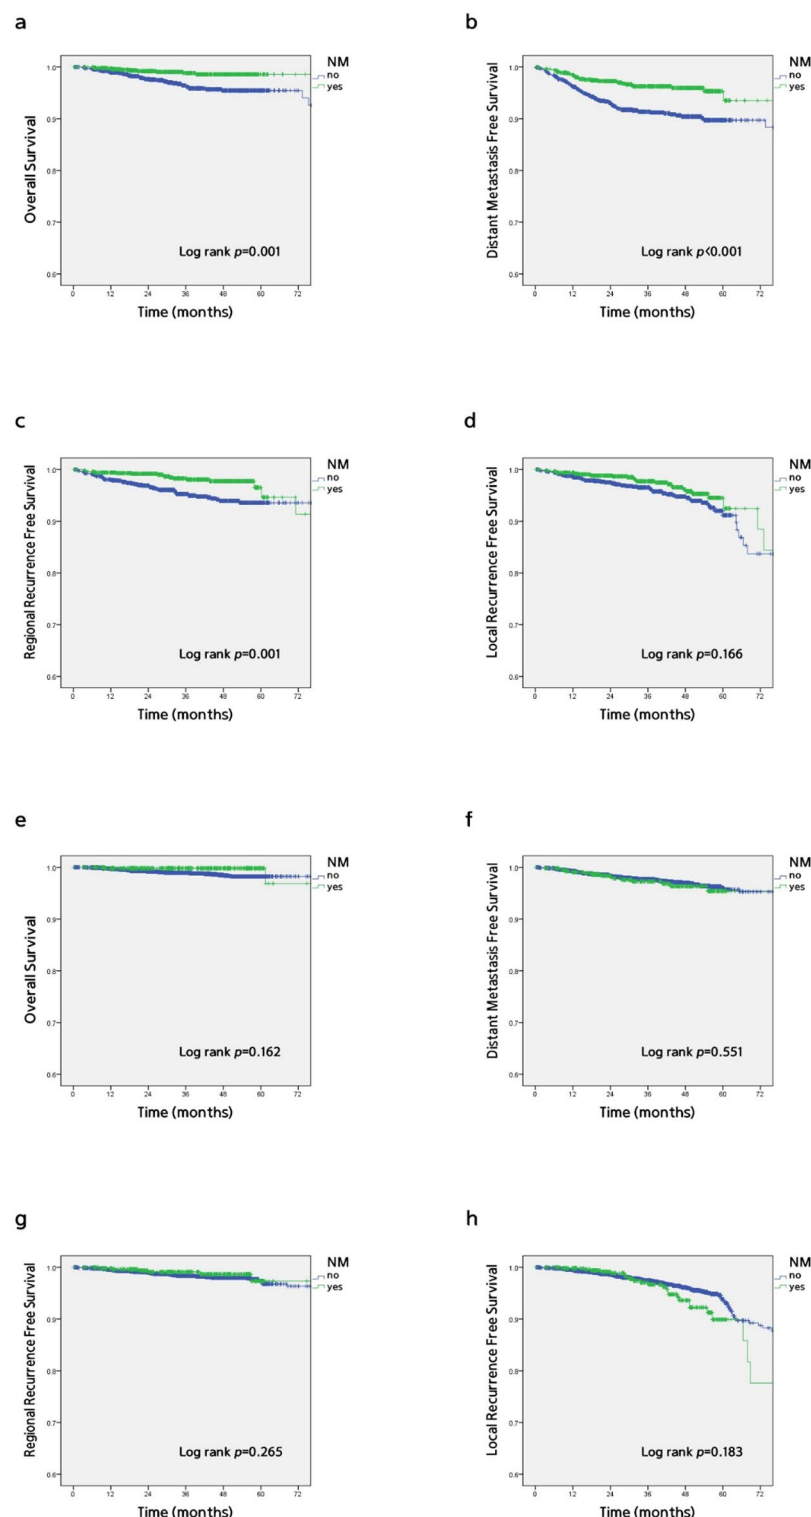 a
Overall Survival
1.0
0.9
0.8
0.7
0.6
0 12 24 36 48 60 72
Time (months)
Log rank p=0.001
NM
no
yes
b
Distant Metastasis Free Survival
1.0
0.9
0.8
0.7
0.6
0 12 24 36 48 60 72
Time (months)
Log rank p<0.001
NM
no
yes
c
Regional Recurrence Free Survival
1.0
0.9
0.8
0.7
0.6
0 12 24 36 48 60 72
Time (months)
Log rank p=0.001
NM
no
yes
d
Local Recurrence Free Survival
1.0
0.9
0.8
0.7
0.6
0 12 24 36 48 60 72
Time (months)
Log rank p=0.166
NM
no
yes
e
Overall Survival
1.0
0.9
0.8
0.7
0.6
0 12 24 36 48 60 72
Time (months)
Log rank p=0.162
NM
no
yes
f
Distant Metastasis Free Survival
1.0
0.9
0.8
0.7
0.6
0 12 24 36 48 60 72
Time (months)
Log rank p=0.551
NM
no
yes
g
Regional Recurrence Free Survival
1.0
0.9
0.8
0.7
0.6
0 12 24 36 48 60 72
Time (months)
Log rank p=0.265
NM
no
yes
h
Local Recurrence Free Survival
1.0
0.9
0.8
0.7
0.6
0 12 24 36 48 60 72
Time (months)
Log rank p=0.183
NM
no
yes